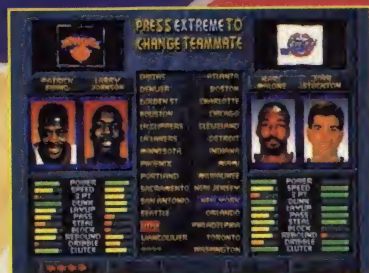 PRESS EXTREME TO
CHANGE TEAMMATE
PATRICK
EWING
LARRY
JOHNSON
KARL
MALONE
JOHN
STOCKTON
DALLAS
DENVER
GOLDEN ST
HOUSTON
LA CLIPPERS
LA LAKERS
MINNESOTA
PHOENIX
PORTLAND
SACRAMENTO
SAN ANTONIO
SEATTLE
UTAH
VANCOUVER
ATLANTA
BOSTON
CHARLOTTE
CHICAGO
CLEVELAND
DETROIT
INDIANA
MIAMI
MILWAUKEE
NEW JERSEY
NEW YORK
ORLANDO
PHILADELPHIA
TORONTO
WASHINGTON
POWER
SPEED
3 PT
DUNK
LAYUP
PASS
STEAL
BLOCK
REBOUND
DRIBBLE
CLUTCH
POWER
SPEED
3 PT
DUNK
LAYUP
PASS
STEAL
BLOCK
REBOUND
DRIBBLE
CLUTCH